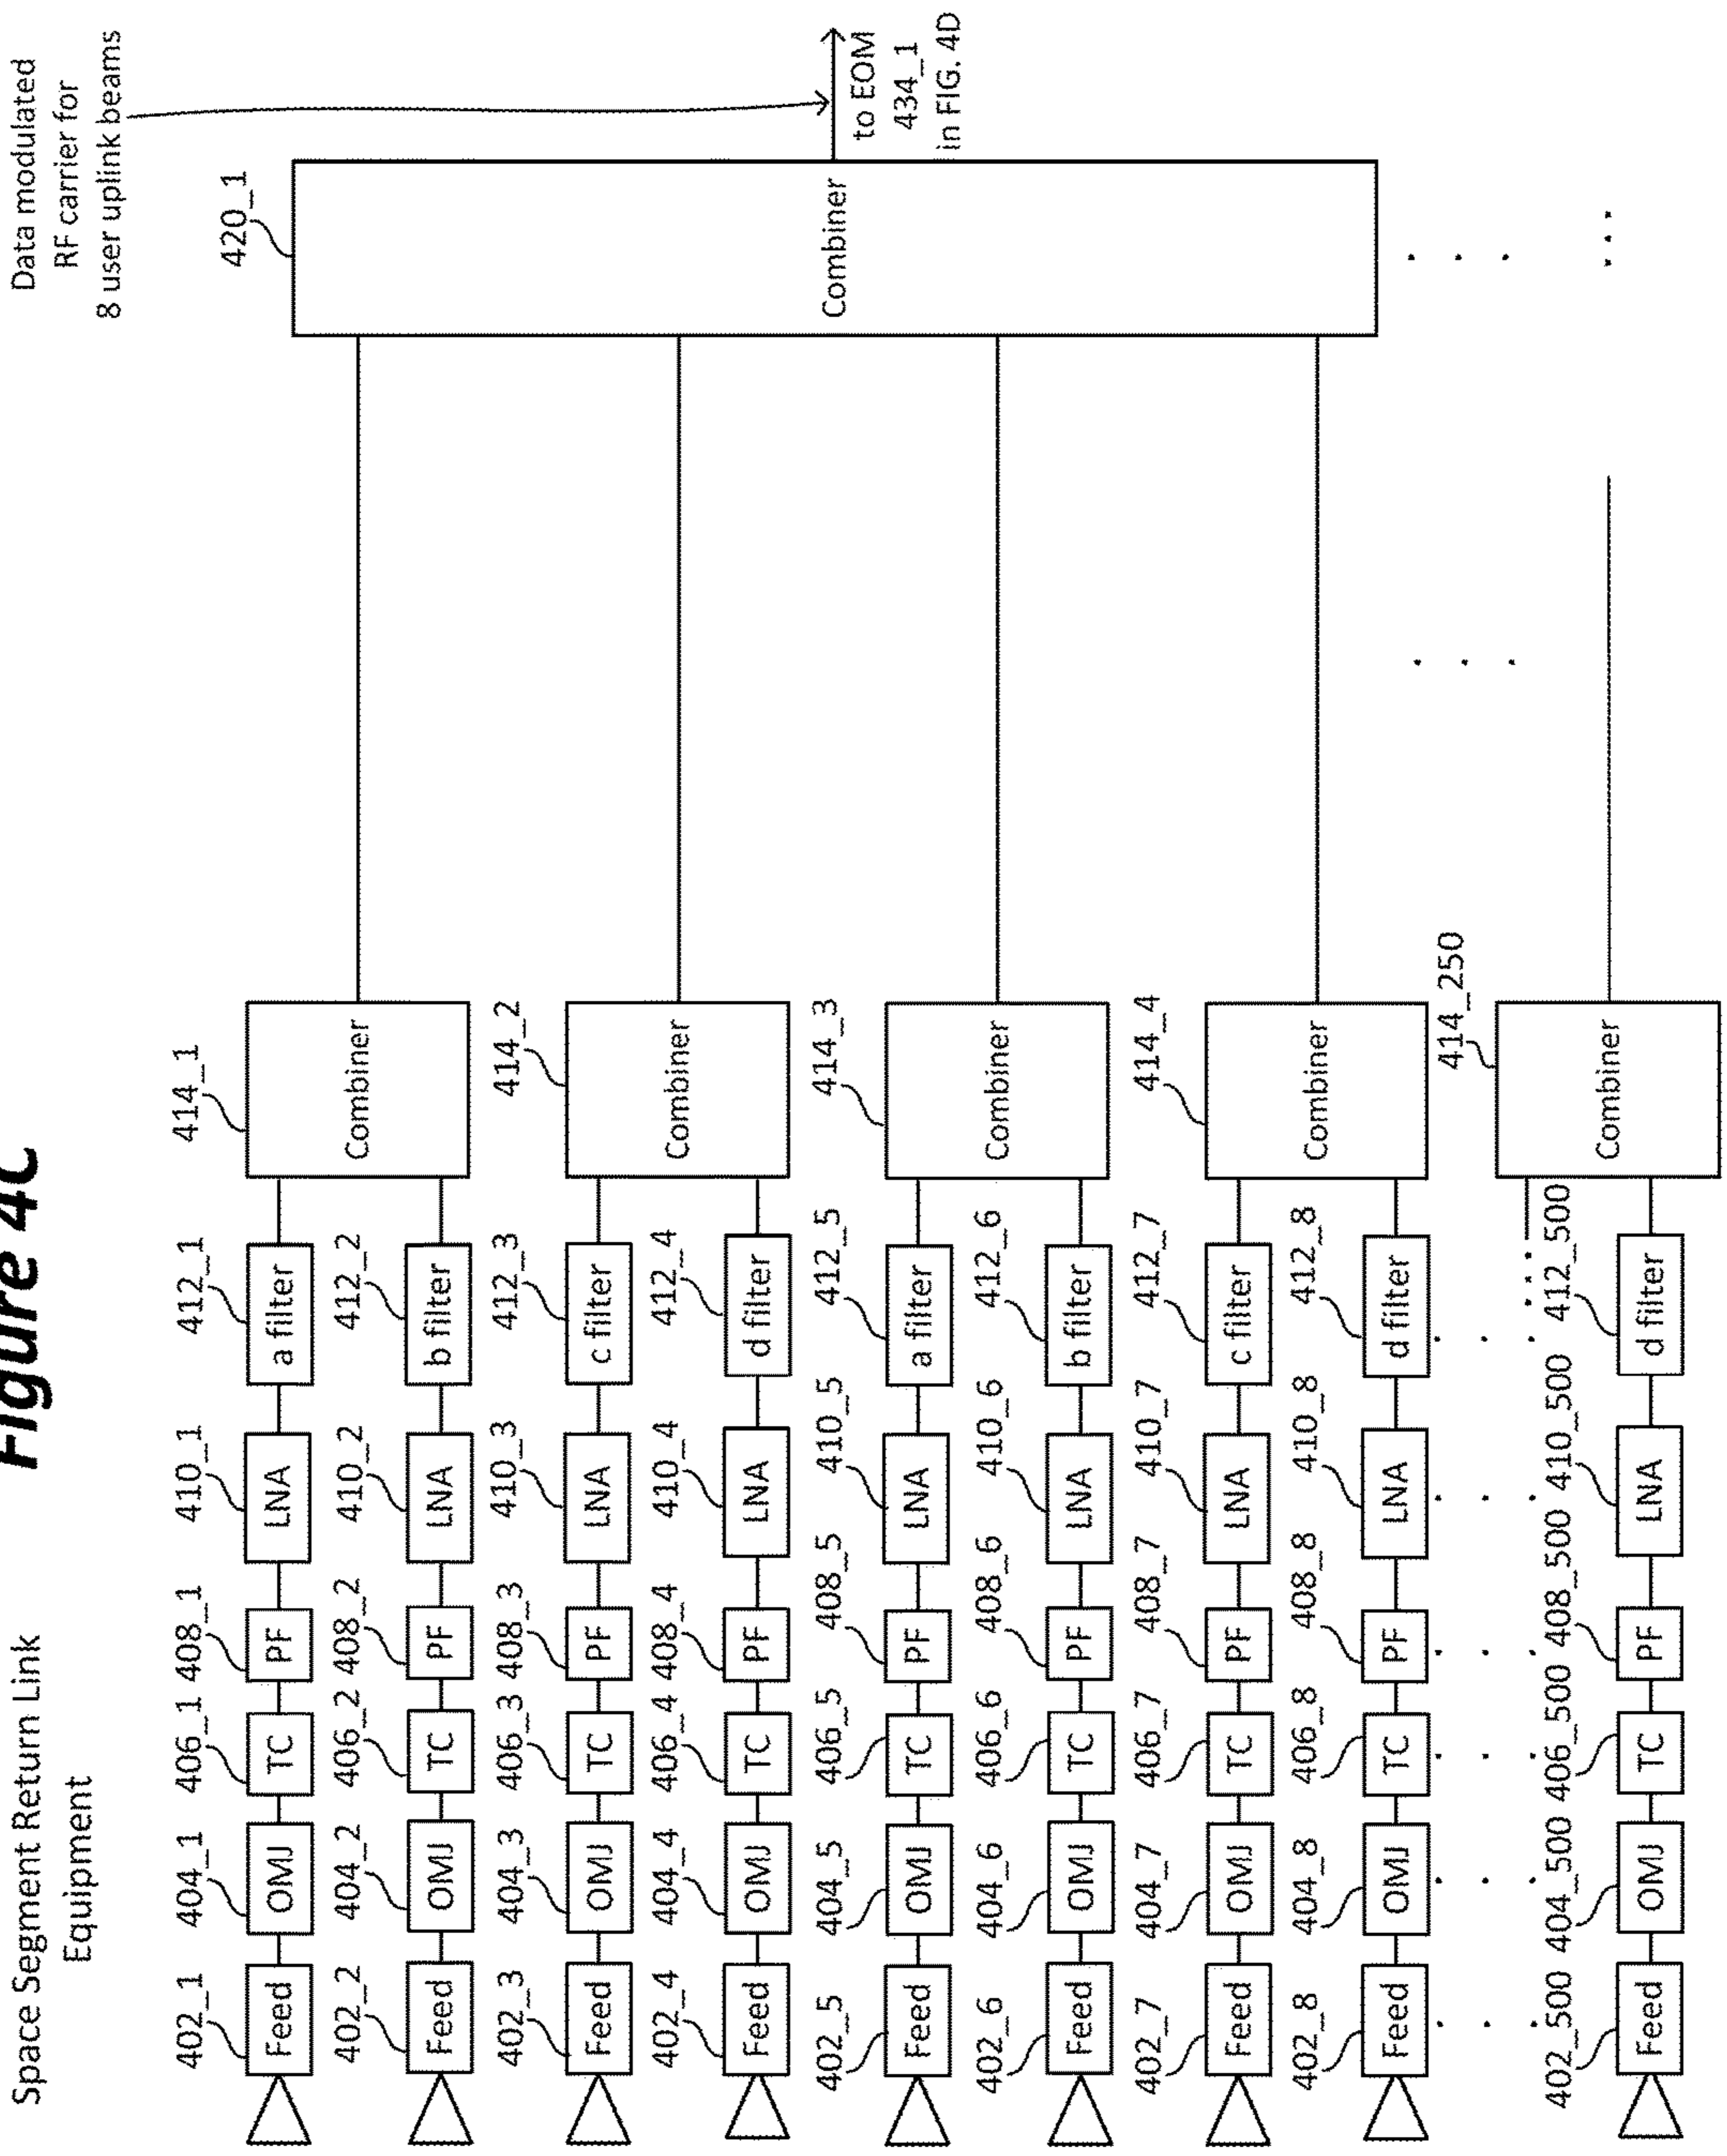 Figure 4C
Space Segment Return Link
Equipment
Data modulated
RF carrier for
8 user uplink beams
402_1 404_1 406_1 408_1 410_1 412_1 414_1 420_1
Feed OMJ TC PF LNA a filter Combiner
402_2 404_2 406_2 408_2 410_2 412_2
Feed OMJ TC PF LNA b filter
402_3 404_3 406_3 408_3 410_3 412_3 414_2
Feed OMJ TC PF LNA c filter Combiner
402_4 404_4 406_4 408_4 410_4 412_4
Feed OMJ TC PF LNA d filter
Combiner
to EOM
434_1
in FIG. 4D
402_5 404_5 406_5 408_5 410_5 412_5 414_3
Feed OMJ TC PF LNA a filter Combiner
402_6 404_6 406_6 408_6 410_6 412_6
Feed OMJ TC PF LNA b filter
402_7 404_7 406_7 408_7 410_7 412_7 414_4
Feed OMJ TC PF LNA c filter Combiner
402_8 404_8 406_8 408_8 410_8 412_8
Feed OMJ TC PF LNA d filter
402_500 404_500 406_500 408_500 410_500 412_500 414_250
Feed OMJ TC PF LNA d filter Combiner